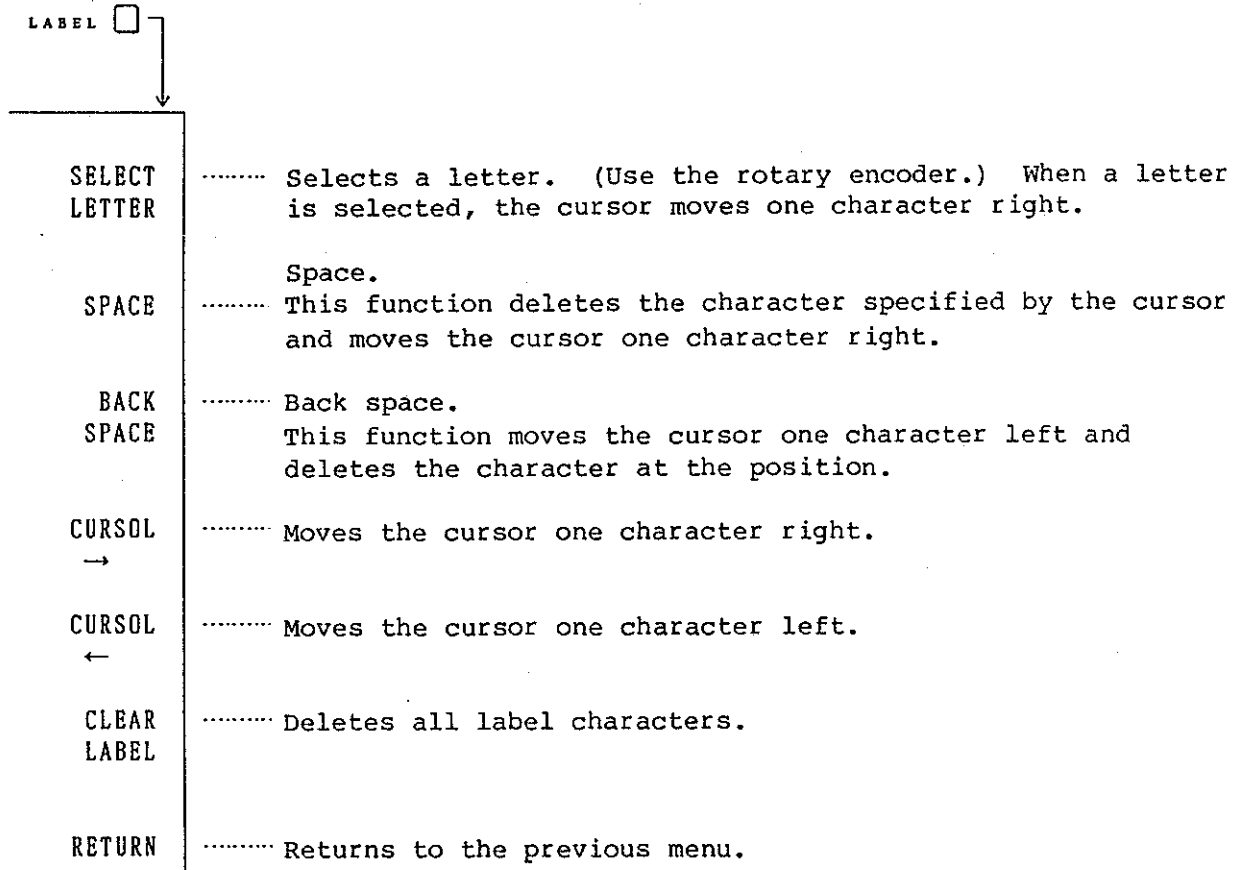 LABEL
SELECT ········· Selects a letter. (Use the rotary encoder.) When a letter
LETTER is selected, the cursor moves one character right.
Space.
SPACE ········· This function deletes the character specified by the cursor
and moves the cursor one character right.
BACK ·········· Back space.
SPACE This function moves the cursor one character left and
deletes the character at the position.
CURSOL ·········· Moves the cursor one character right.
→
CURSOL ·········· Moves the cursor one character left.
←
CLEAR ·········· Deletes all label characters.
LABEL
RETURN ·········· Returns to the previous menu.